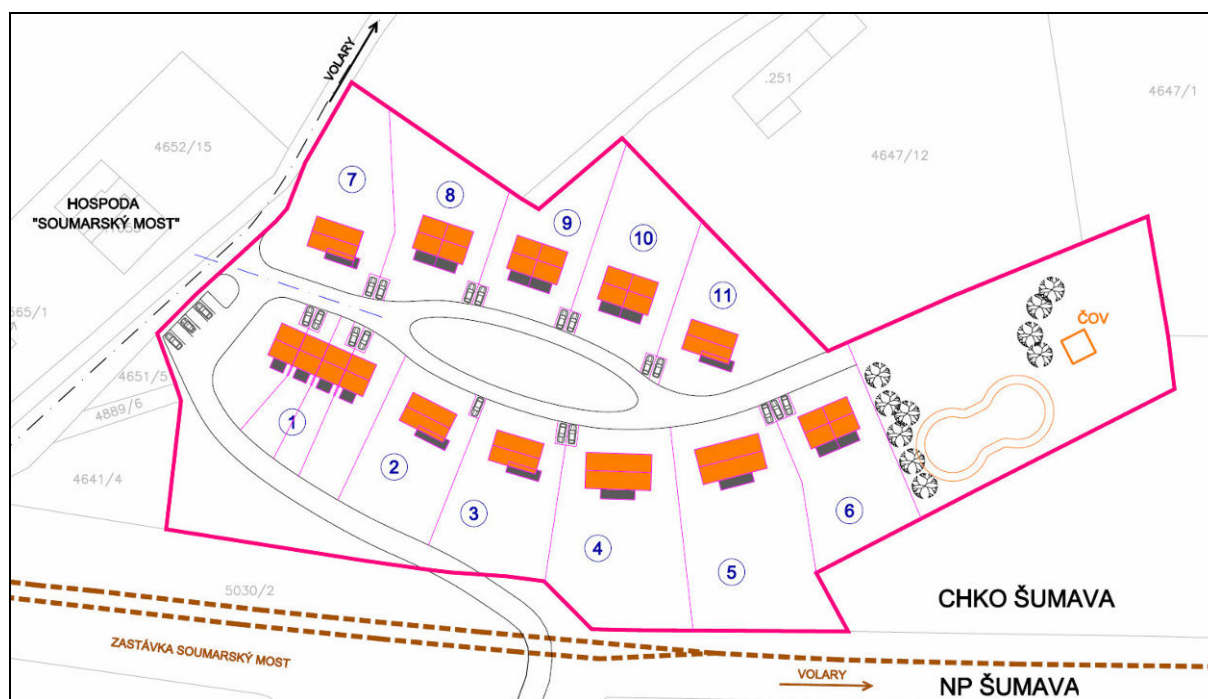 VOLARY
.251
4647/1
4652/15
4647/12
HOSPODA
"SOUMARSKÝ MOST"
7
8
9
10
11
ČOV
4651/5
4889/6
4641/4
1
2
3
4
5
6
5030/2
CHKO ŠUMAVA
ZASTÁVKA SOUMARSKÝ MOST
VOLARY
NP ŠUMAVA